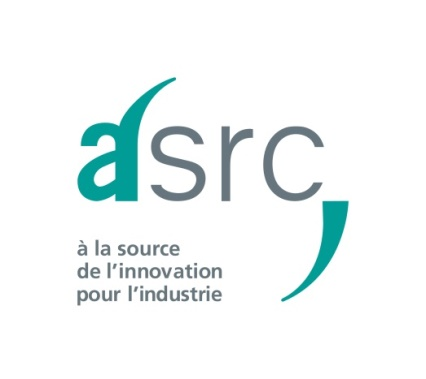 asrc
à la source
de l'innovation
pour l'industrie